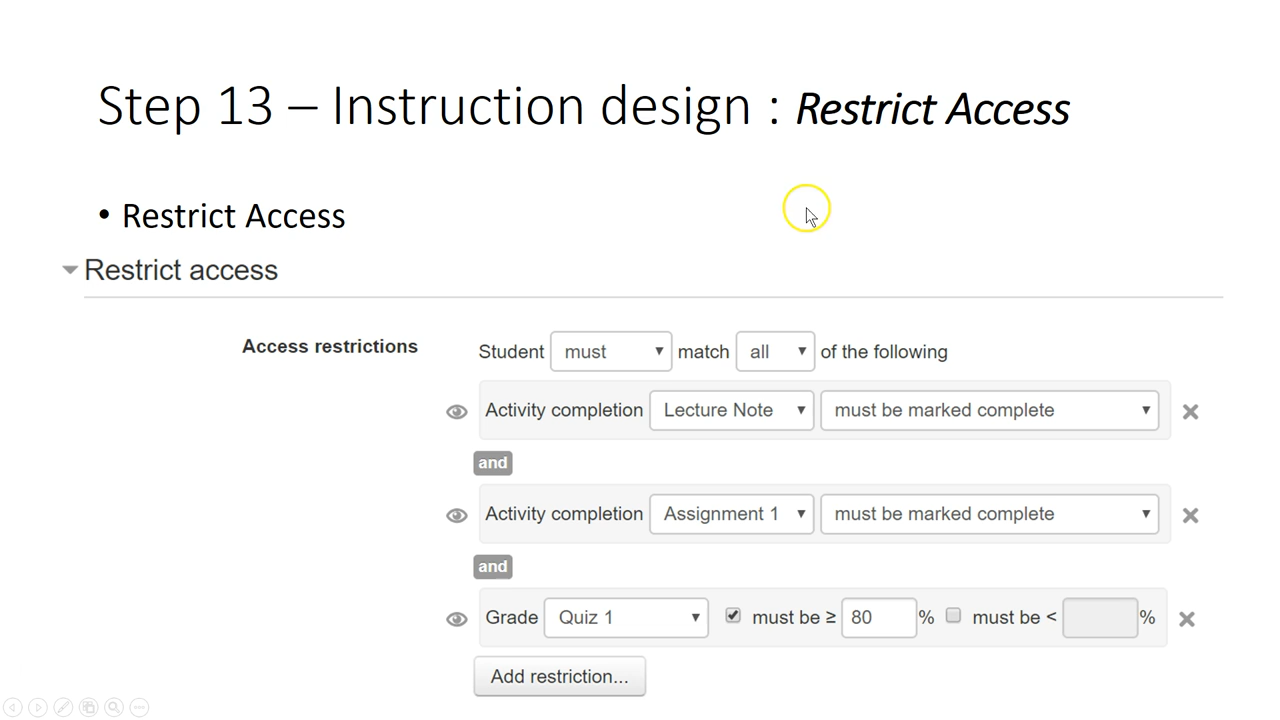 Step 13 – Instruction design : Restrict Access
• Restrict Access
Restrict access
Access restrictions Student must match all of the following
Activity completion Lecture Note must be marked complete
and
Activity completion Assignment 1 must be marked complete
and
Grade Quiz 1 must be ≥ 80 % must be < %
Add restriction...